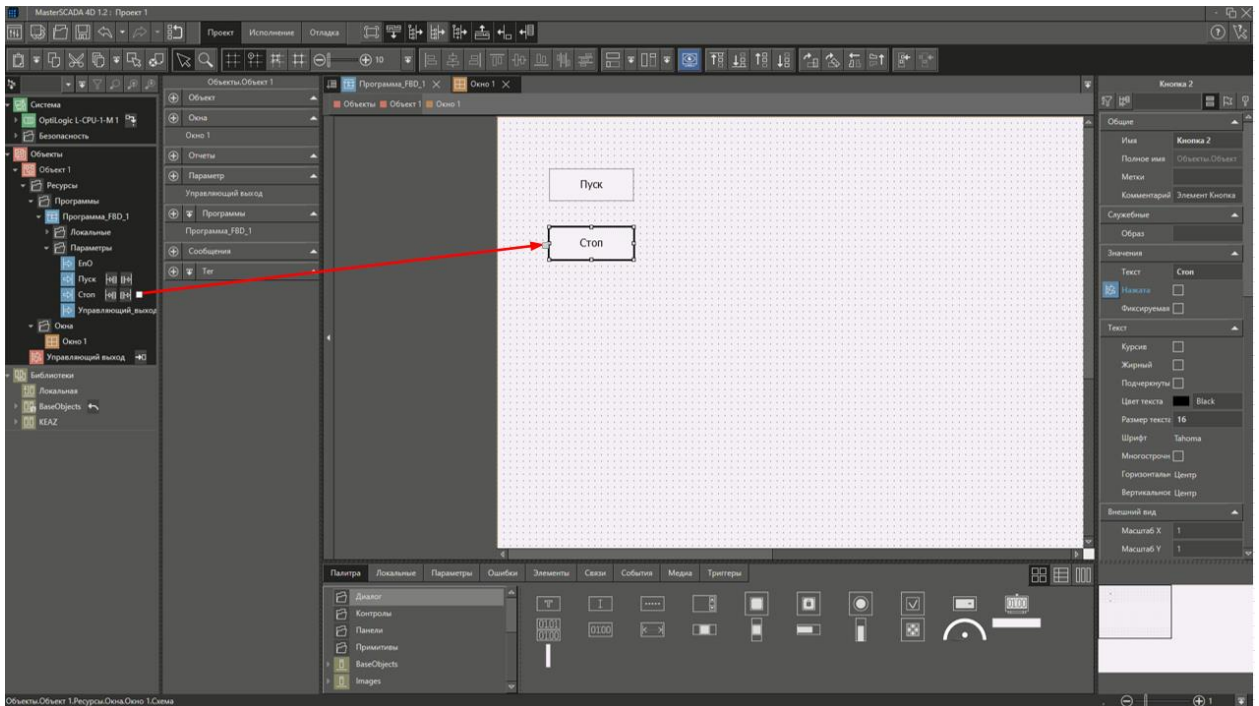 MasterSCADA 4D 1.2 : Проект 1
Проект Исполнение Отладка
10
Система
OptiLogic L-CPU-1-M 1
Безопасность
Объекты
Объект 1
Ресурсы
Программы
Программа_FBD_1
Локальные
Параметры
EnO
Пуск
Стоп
Управляющий_выход
Окна
Окно 1
Управляющий выход
Библиотеки
Локальная
BaseObjects
KEAZ
Объекты.Объект 1
Объект
Окна
Окно 1
Отчеты
Параметр
Управляющий выход
Программы
Программа_FBD_1
Сообщения
Тег
Программа_FBD_1 Окно 1
Объекты Объект 1 Окно 1
Пуск
Стоп
Палитра Локальные Параметры Ошибки Элементы Связи События Медиа Триггеры
Диалог
Контролы
Панели
Примитивы
BaseObjects
Images
Кнопка 2
Общие
Имя Кнопка 2
Полное имя Объекты.Объект
Метки
Комментарий Элемент Кнопка
Служебные
Образ
Значения
Текст Стоп
Нажата
Фиксируемая
Текст
Курсив
Жирный
Подчеркнуты
Цвет текста Black
Размер текста 16
Шрифт Tahoma
Многострочн
Горизонтальн Центр
Вертикальное Центр
Внешний вид
Масштаб X 1
Масштаб Y 1
Объекты.Объект 1.Ресурсы.Окна.Окно 1.Схема
1